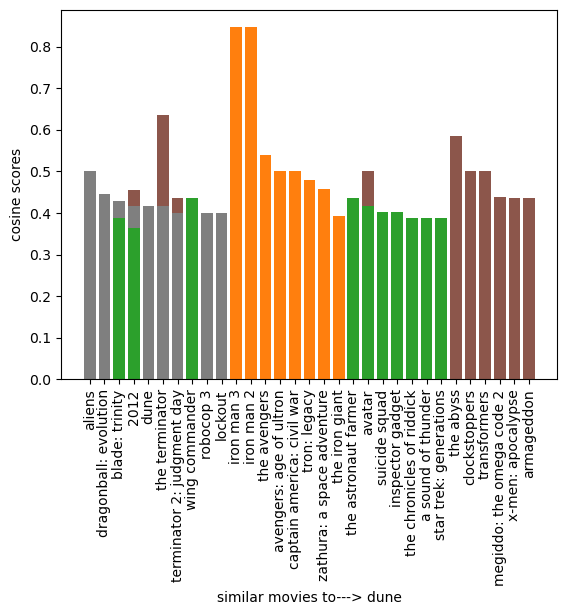 cosine scores
0.8
0.7
0.6
0.5
0.4
0.3
0.2
0.1
0.0
aliens
dragonball: evolution
blade: trinity
2012
dune
the terminator
terminator 2: judgment day
wing commander
robocop 3
lockout
iron man 3
iron man 2
the avengers
avengers: age of ultron
captain america: civil war
tron: legacy
zathura: a space adventure
the iron giant
the astronaut farmer
avatar
suicide squad
inspector gadget
the chronicles of riddick
a sound of thunder
star trek: generations
the abyss
clockstoppers
transformers
megiddo: the omega code 2
x-men: apocalypse
armageddon
similar movies to---> dune